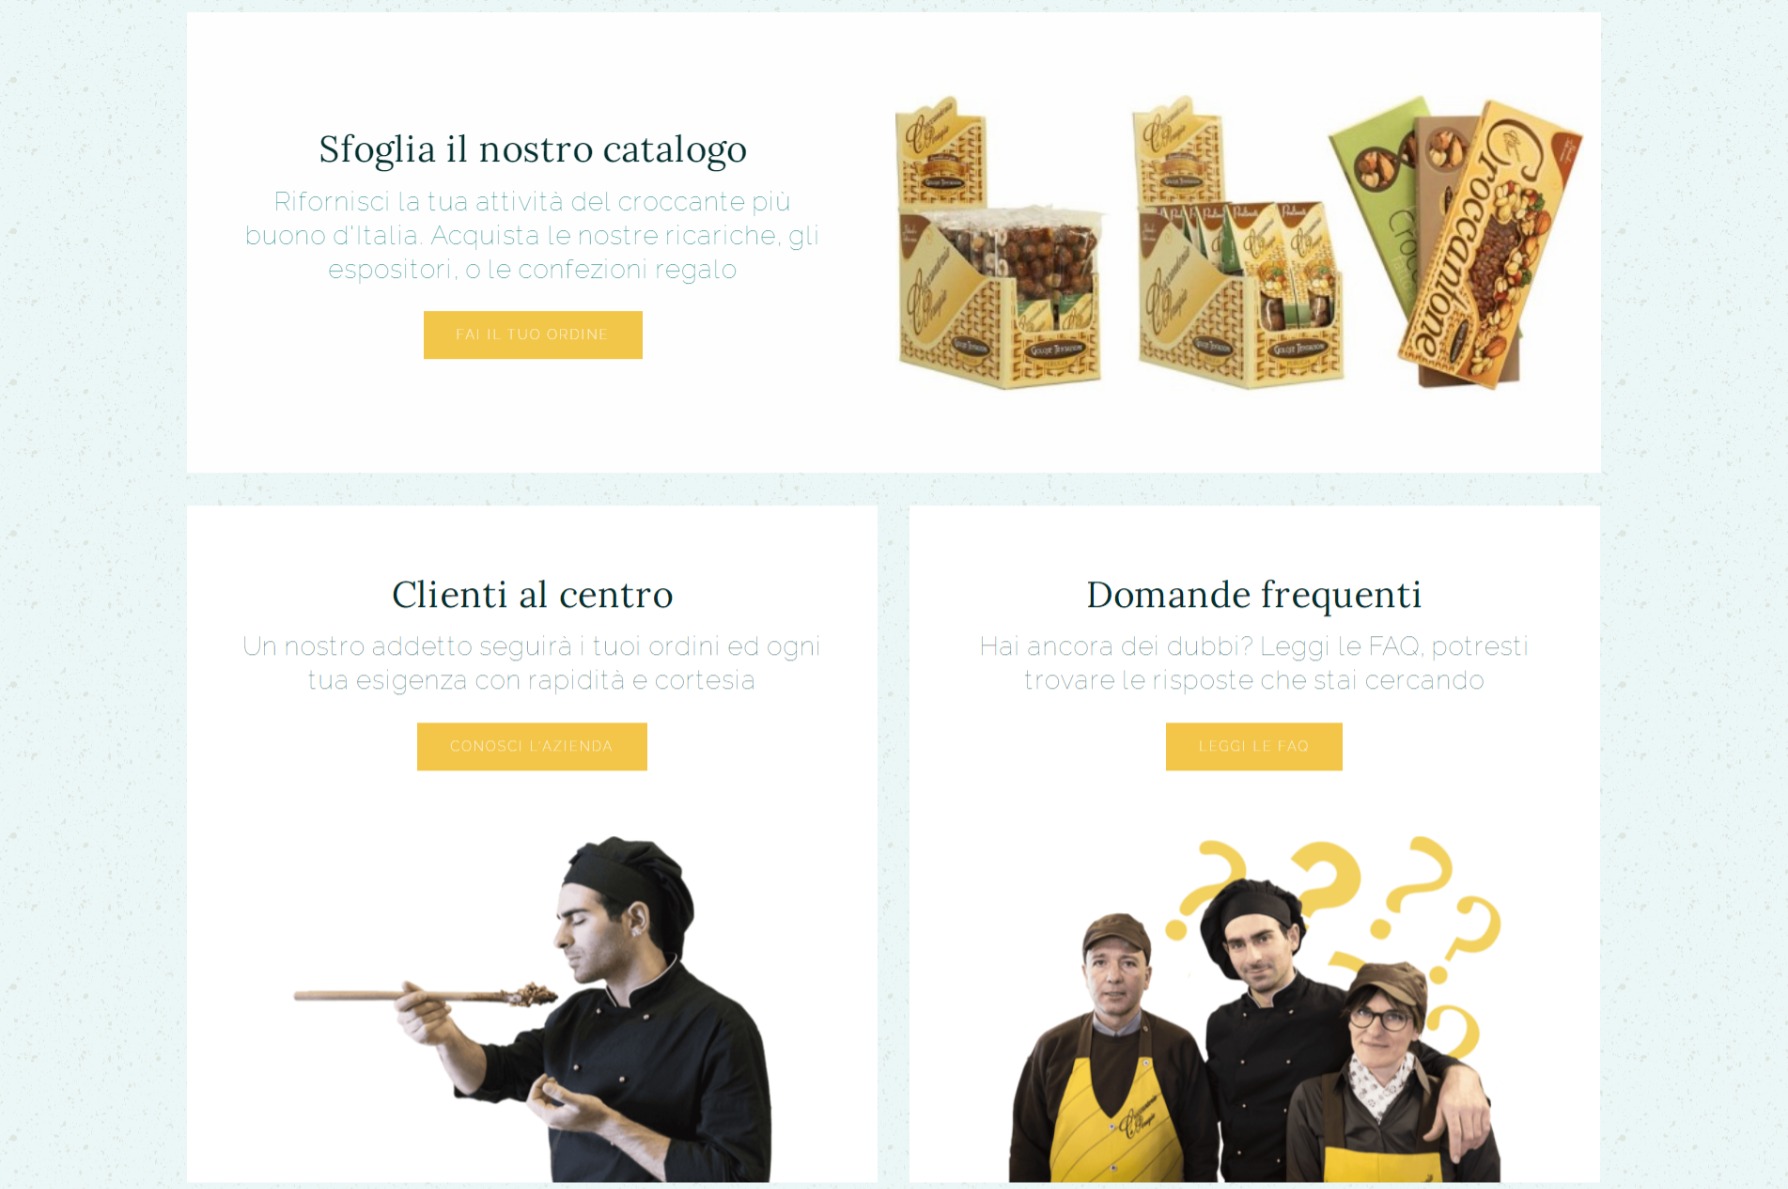 Sfoglia il nostro catalogo
Rifornisci la tua attività del croccante più
buono d'Italia. Acquista le nostre ricariche, gli
espositori, o le confezioni regalo
FAI IL TUO ORDINE
Croccantone
Clienti al centro
Un nostro addetto seguirà i tuoi ordini ed ogni
tua esigenza con rapidità e cortesia
CONOSCI L'AZIENDA
Domande frequenti
Hai ancora dei dubbi? Leggi le FAQ, potresti
trovare le risposte che stai cercando
LEGGI LE FAQ